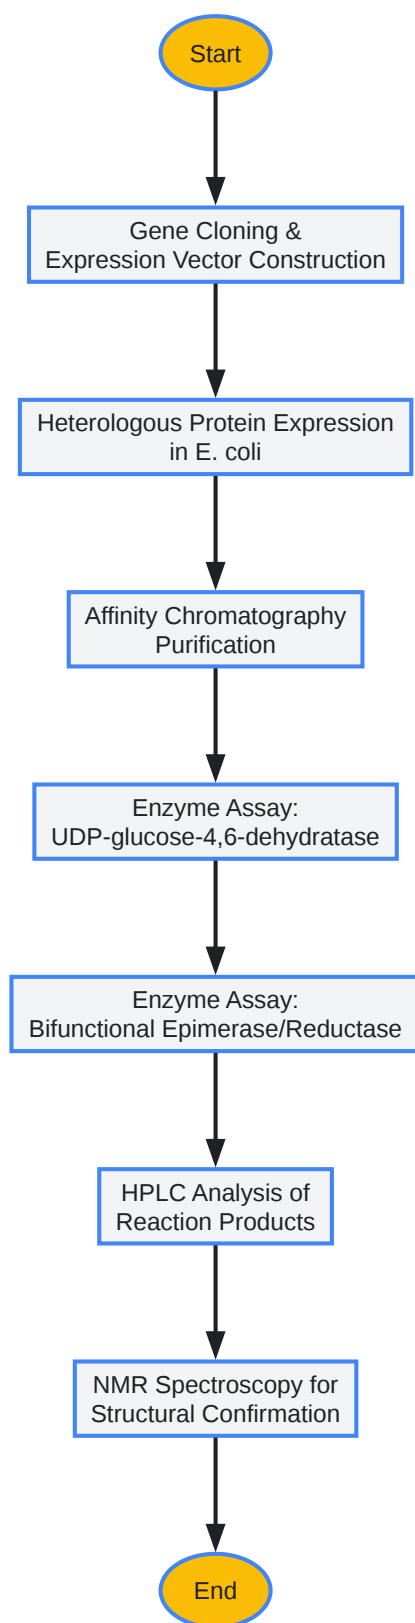 Start
Gene Cloning &
Expression Vector Construction
Heterologous Protein Expression
in E. coli
Affinity Chromatography
Purification
Enzyme Assay:
UDP-glucose-4,6-dehydratase
Enzyme Assay:
Bifunctional Epimerase/Reductase
HPLC Analysis of
Reaction Products
NMR Spectroscopy for
Structural Confirmation
End